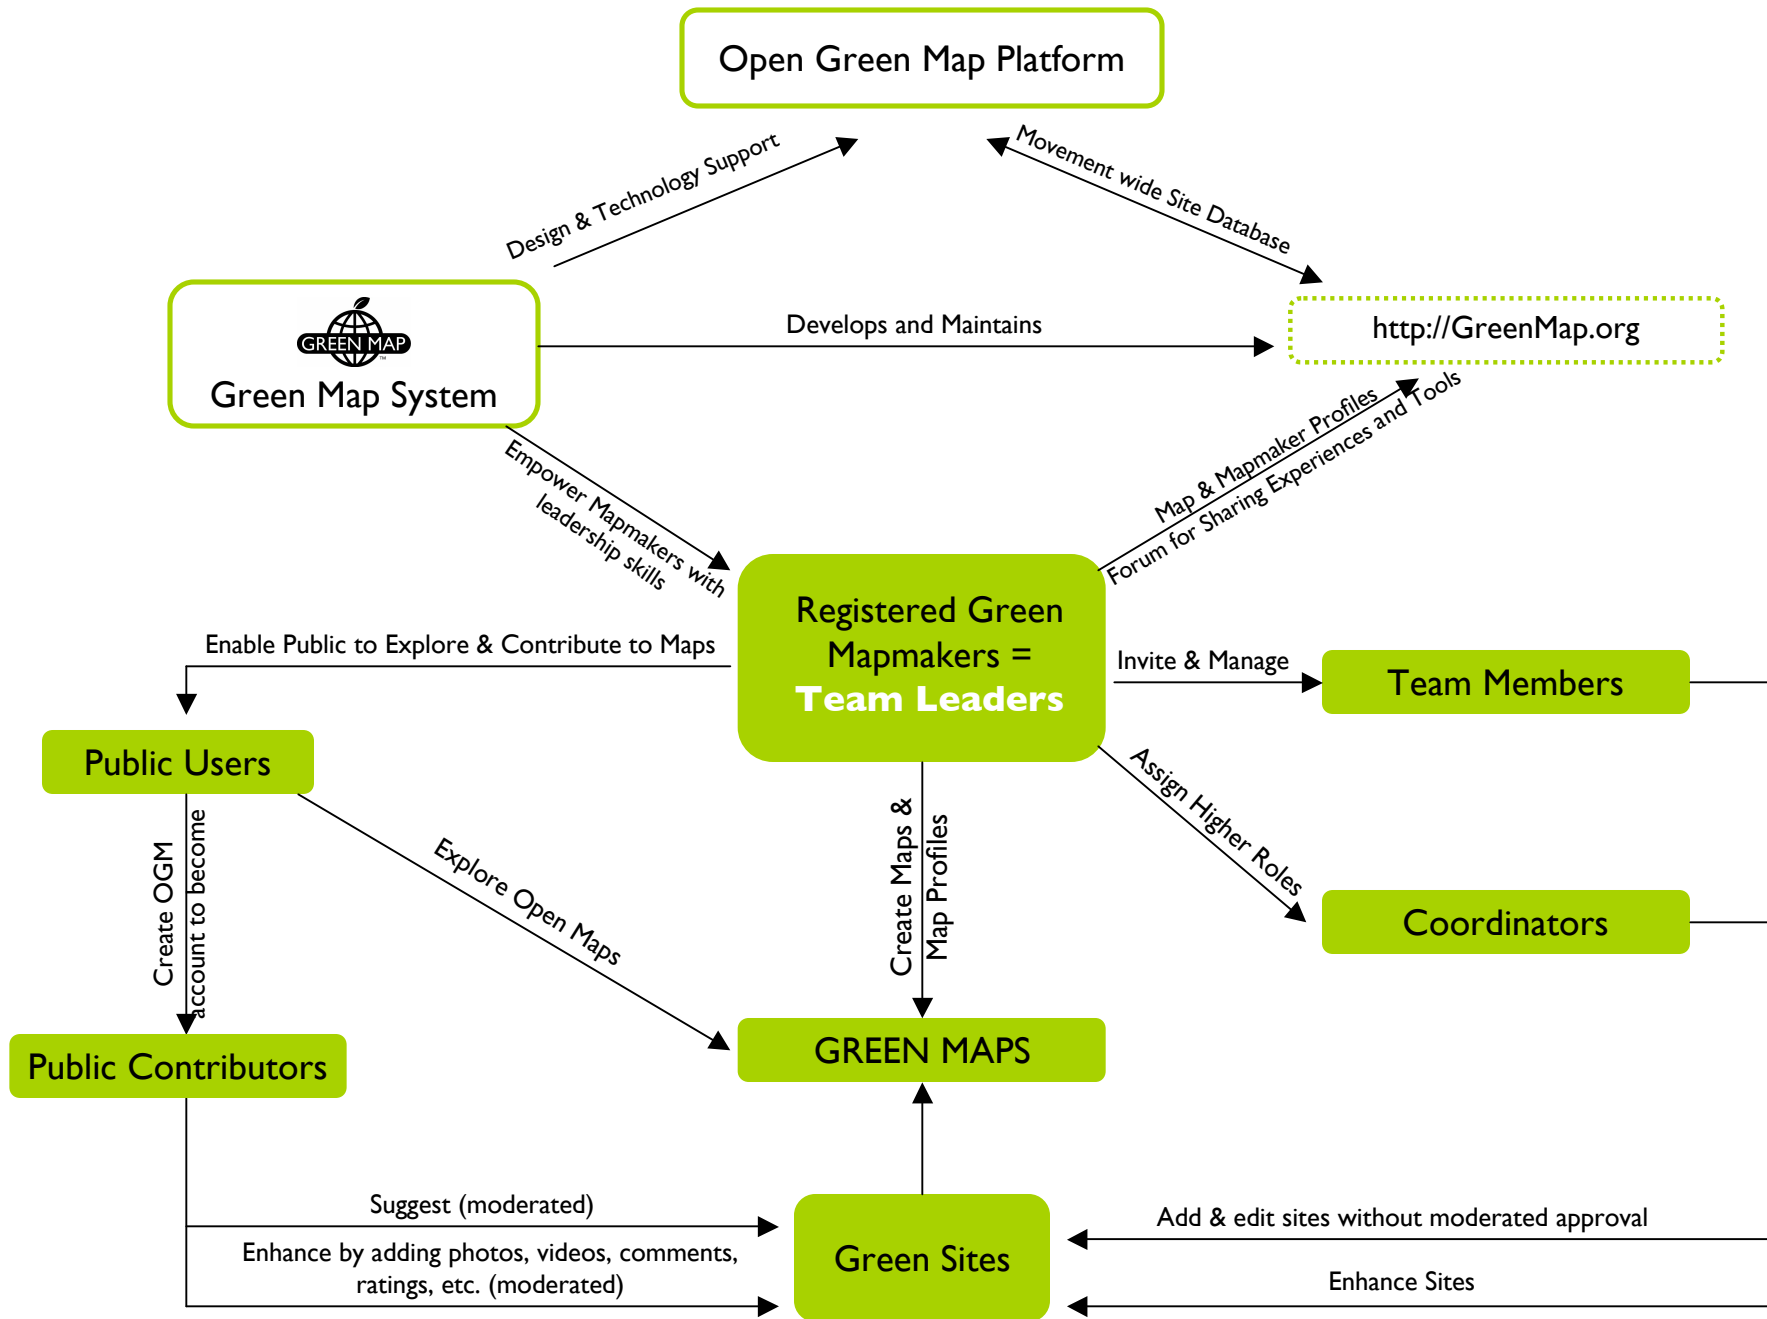 Open Green Map Platform
Design & Technology Support
Movement wide Site Database
GREEN MAP
TM
Green Map System
Develops and Maintains
http://GreenMap.org
Empower Mapmakers with
leadership skills
Map & Mapmaker Profiles
Forum for Sharing Experiences and Tools
Registered Green
Mapmakers =
Team Leaders
Enable Public to Explore & Contribute to Maps
Invite & Manage
Team Members
Public Users
Assign Higher Roles
Create OGM
account to become
Explore Open Maps
Create Maps &
Map Profiles
Coordinators
Public Contributors
GREEN MAPS
Suggest (moderated)
Enhance by adding photos, videos, comments,
ratings, etc. (moderated)
Green Sites
Add & edit sites without moderated approval
Enhance Sites